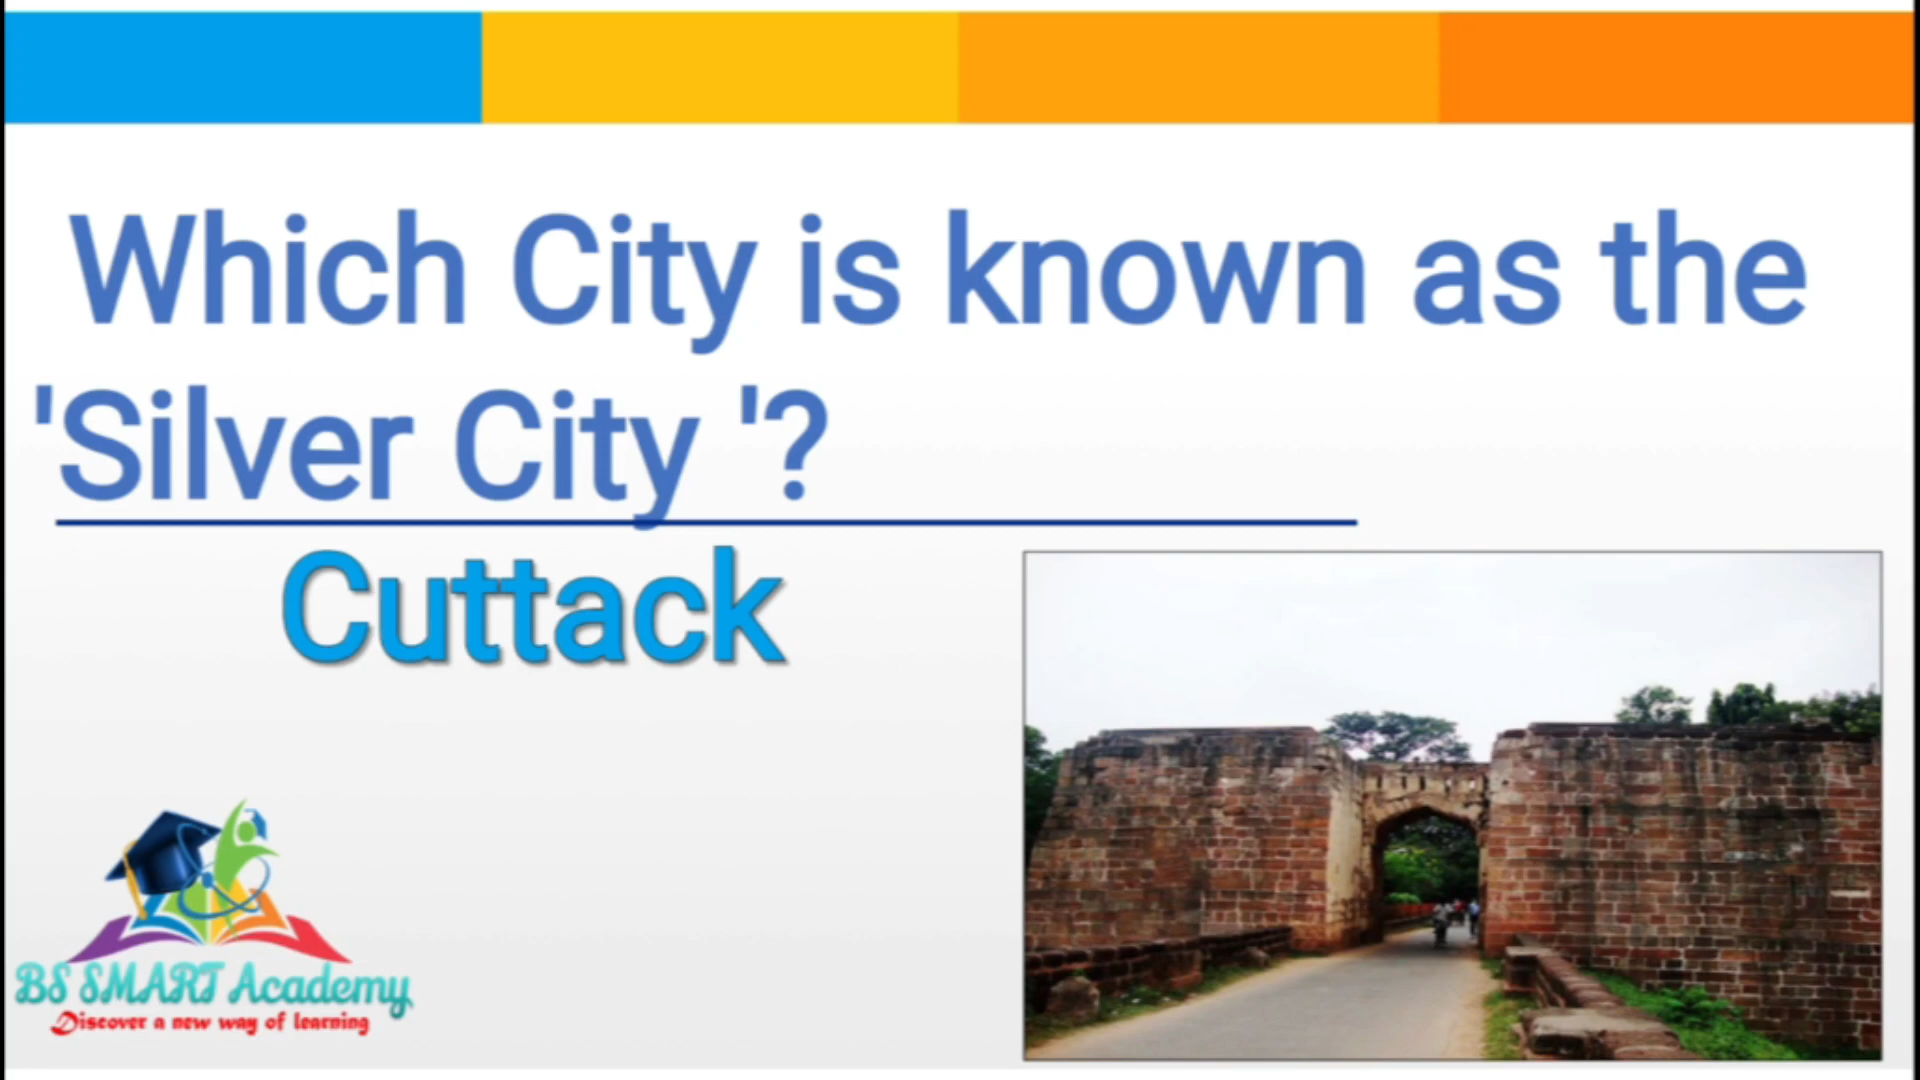 Which City is known as the
'Silver City '?
Cuttack
BS SMART Academy
Discover a new way of learning